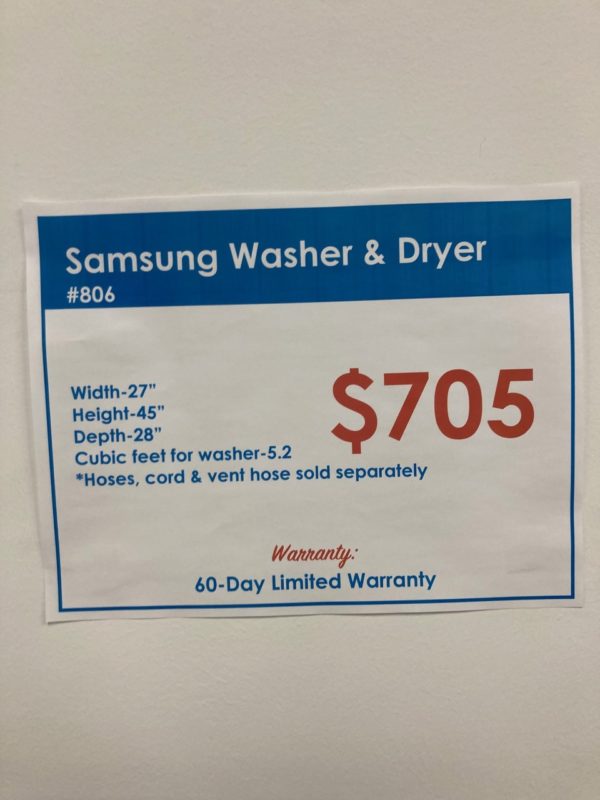 Samsung Washer & Dryer
#806
$705
Width-27”
Height-45”
Depth-28”
Cubic feet for washer-5.2
*Hoses, cord & vent hose sold separately
Warranty:
60-Day Limited Warranty